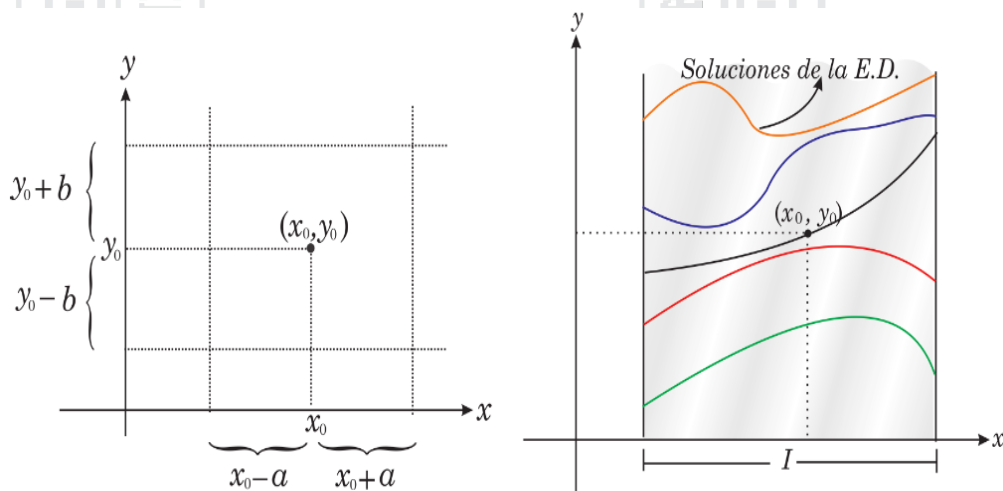 y
y₀+b
(x₀,y₀)
y₀
y₀−b
x
x₀
x₀−a
x₀+a
y
Soluciones de la E.D.
(x₀, y₀)
x
I